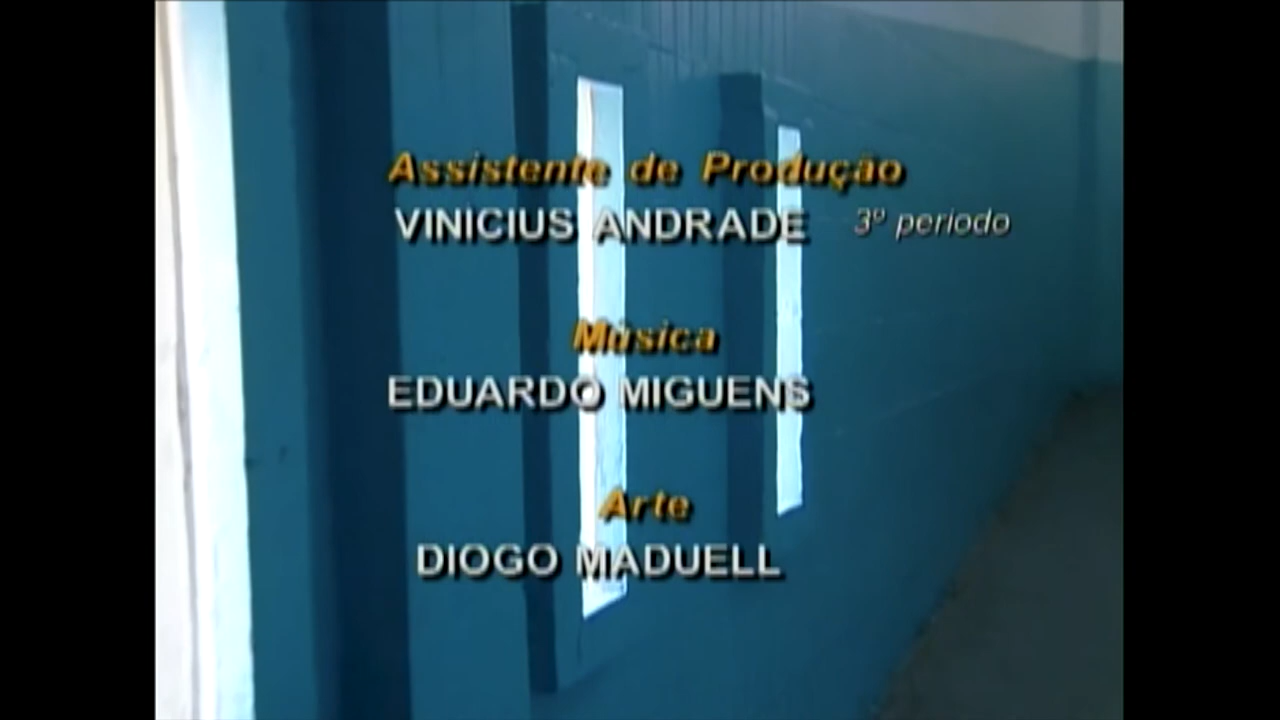 Assistente de Produção
VINICIUS ANDRADE 3º periodo
Música
EDUARDO MIGUENS
Arte
DIOGO MADUELL